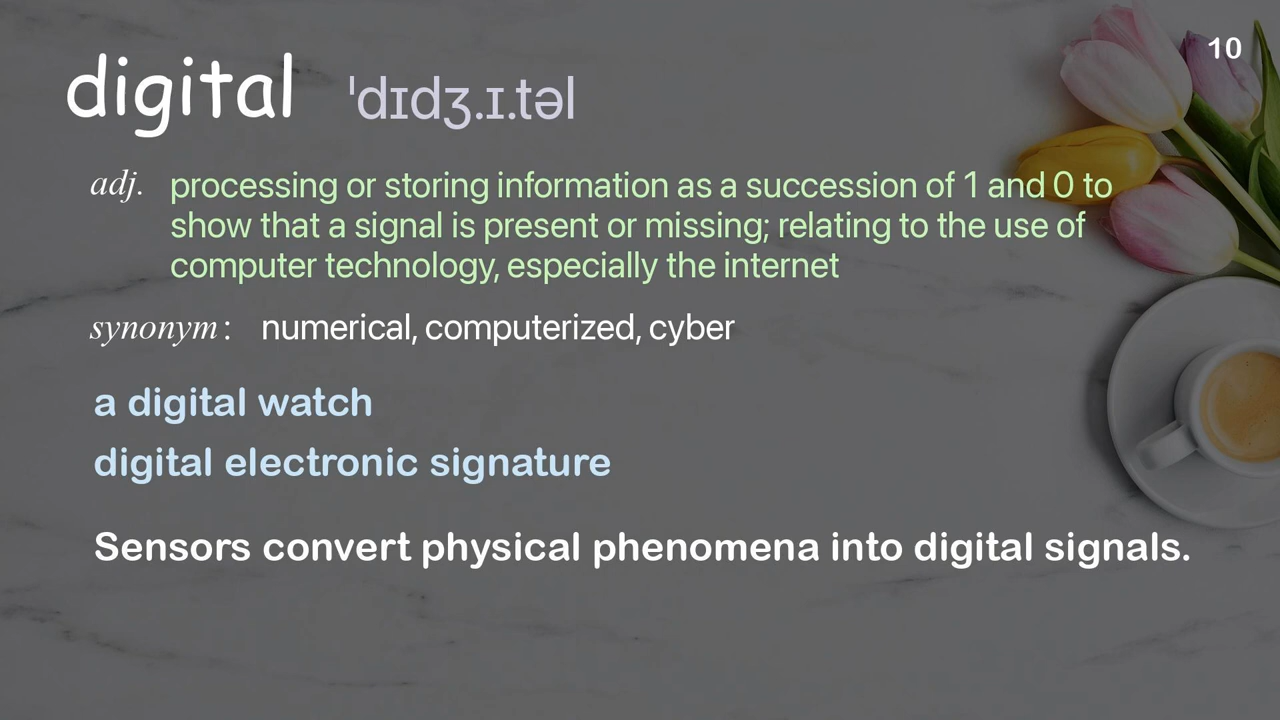 10
digital ˈdɪdʒ.ɪ.təl
adj. processing or storing information as a succession of 1 and 0 to
show that a signal is present or missing; relating to the use of
computer technology, especially the internet
synonym: numerical, computerized, cyber
a digital watch
digital electronic signature
Sensors convert physical phenomena into digital signals.